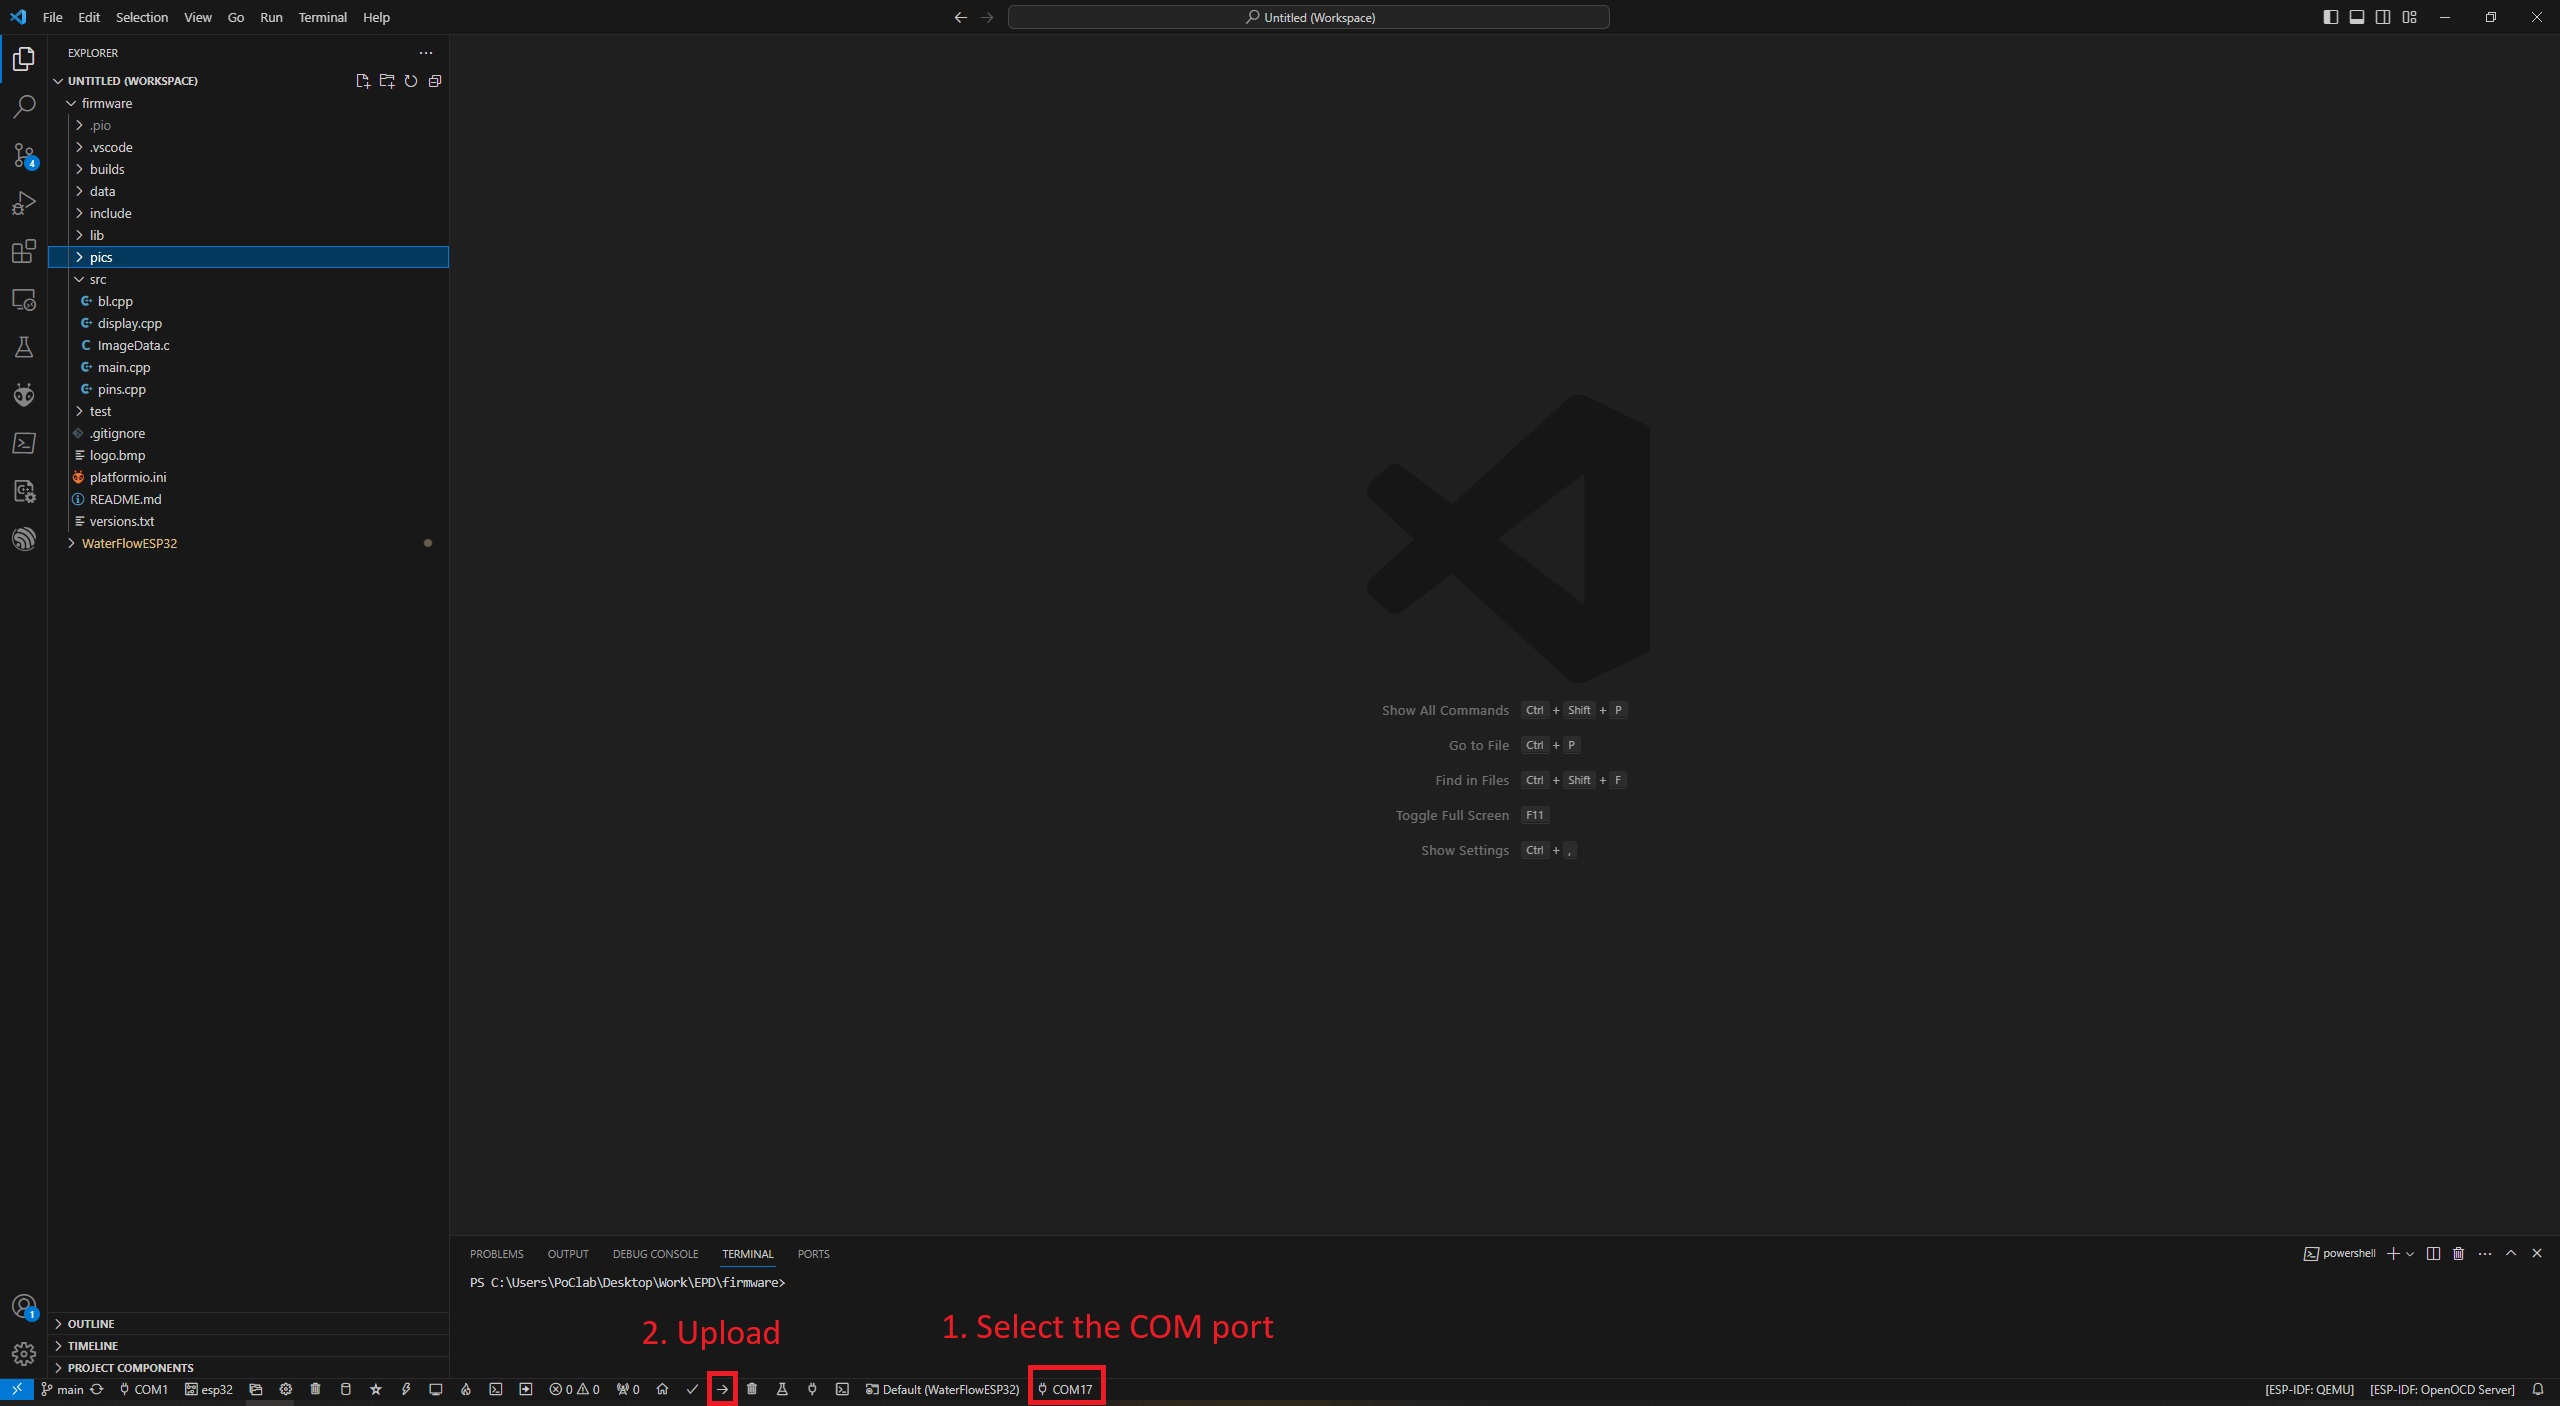 File Edit Selection View Go Run Terminal Help
Untitled (Workspace)
EXPLORER
UNTITLED (WORKSPACE)
firmware
.pio
.vscode
builds
data
include
lib
pics
src
bl.cpp
display.cpp
ImageData.c
main.cpp
pins.cpp
test
.gitignore
logo.bmp
platformio.ini
README.md
versions.txt
WaterFlowESP32
4
Show All Commands Ctrl + Shift + P
Go to File Ctrl + P
Find in Files Ctrl + Shift + F
Toggle Full Screen F11
Show Settings Ctrl + ,
PROBLEMS OUTPUT DEBUG CONSOLE TERMINAL PORTS
powershell
PS C:\Users\PoClab\Desktop\Work\EPD\firmware>
2. Upload
1. Select the COM port
1
OUTLINE
TIMELINE
PROJECT COMPONENTS
main COM1 esp32 0 0 0 Default (WaterFlowESP32) COM17 [ESP-IDF: QEMU] [ESP-IDF: OpenOCD Server]